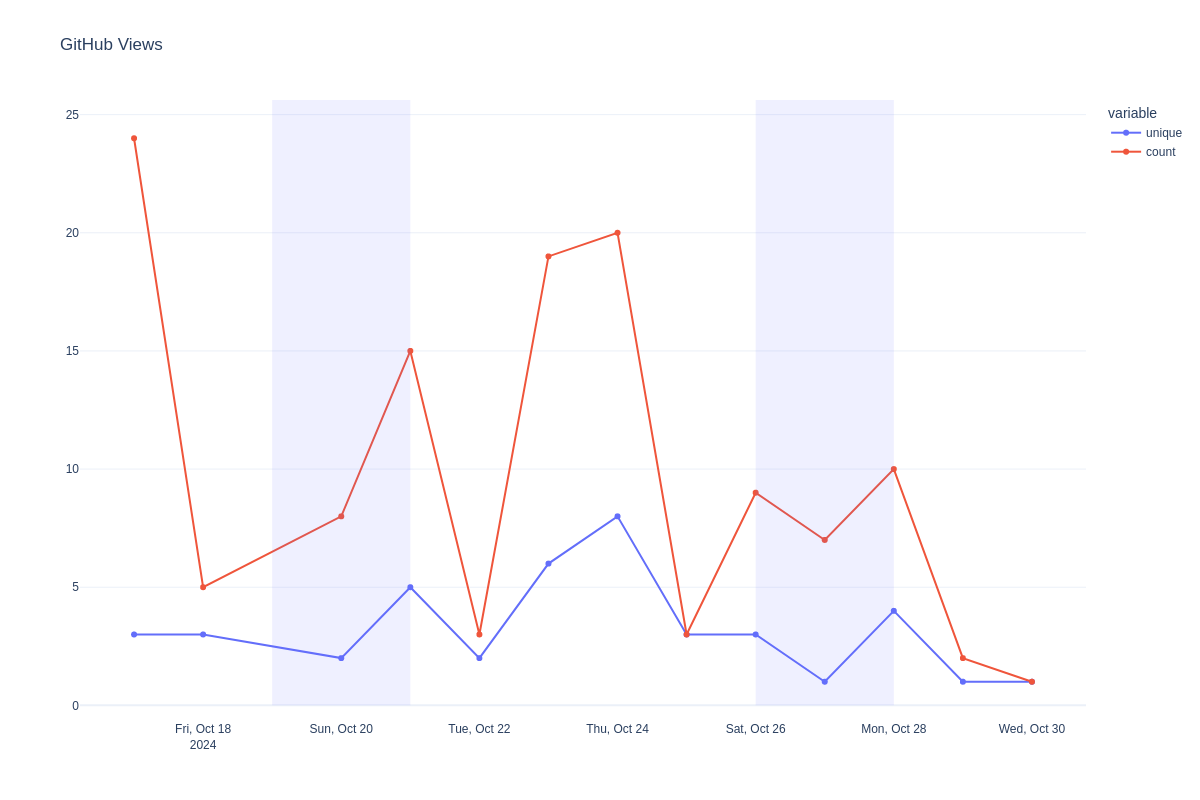 GitHub Views
25
20
15
10
5
0
Fri, Oct 18
2024
Sun, Oct 20
Tue, Oct 22
Thu, Oct 24
Sat, Oct 26
Mon, Oct 28
Wed, Oct 30
variable
unique
count